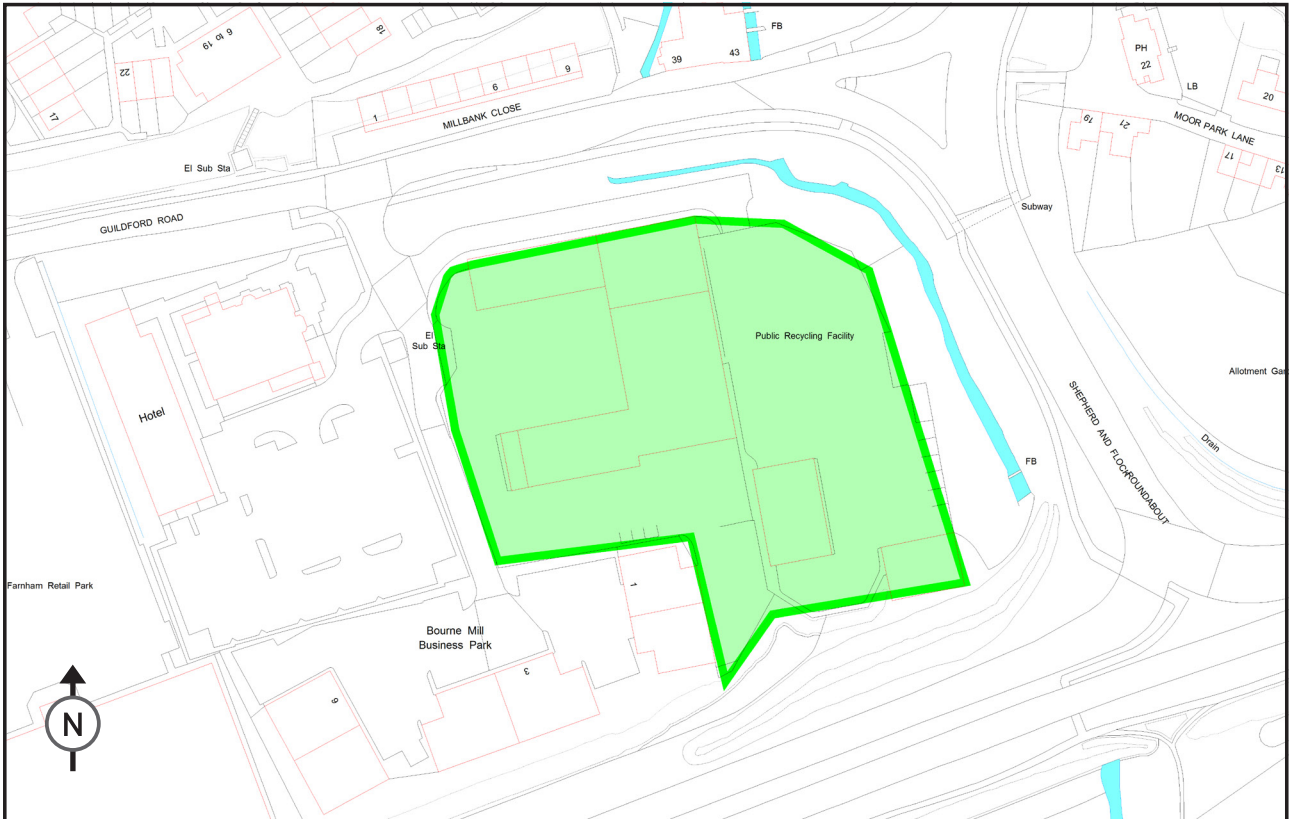 6 to 19
18
FB
22
17
39
43
9
6
1
MILLBANK CLOSE
PH
22
LB
20
19
21
MOOR PARK LANE
17
13
El Sub Sta
GUILDFORD ROAD
Subway
El
Sub Sta
Public Recycling Facility
Hotel
Allotment Gar
SHEPHERD AND FLOCK ROUNDABOUT
Drain
FB
Farnham Retail Park
1
Bourne Mill
Business Park
3
9
N